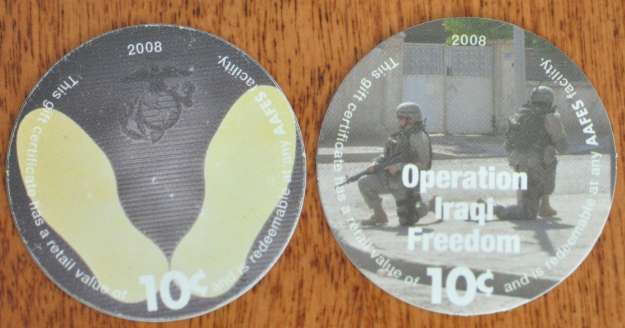 2008
This gift certificate has a retail value of
10¢
and is redeemable at any AAFES facility.
2008
This gift certificate has a retail value of
Operation
Iraqi
Freedom
10¢
and is redeemable at any AAFES facility.